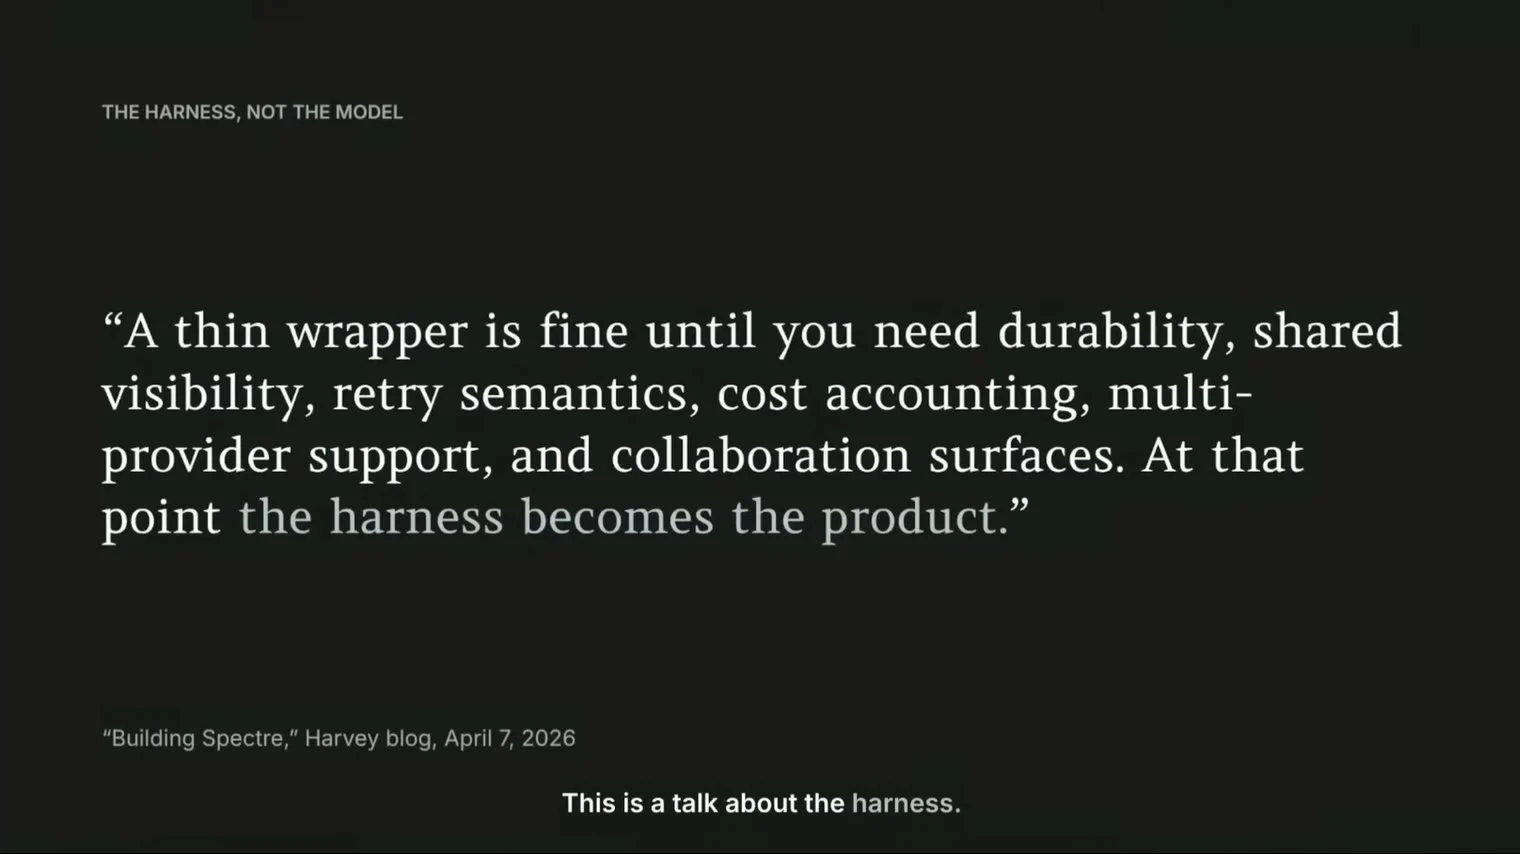 THE HARNESS, NOT THE MODEL
“A thin wrapper is fine until you need durability, shared
visibility, retry semantics, cost accounting, multi-
provider support, and collaboration surfaces. At that
point the harness becomes the product.”
“Building Spectre,” Harvey blog, April 7, 2026
This is a talk about the harness.